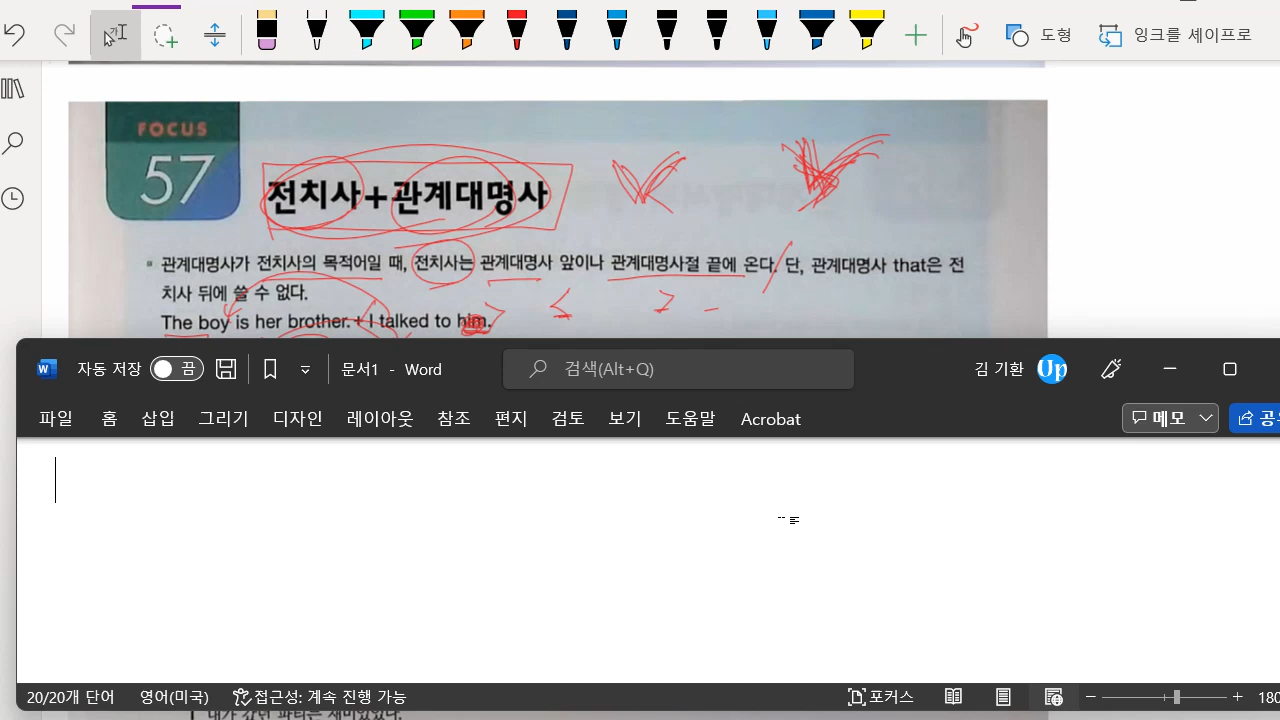 도형
잉크를 셰이프로
FOCUS
57
전치사+관계대명사
관계대명사가 전치사의 목적어일 때, 전치사는 관계대명사 앞이나 관계대명사절 끝에 온다. 단, 관계대명사 that은 전
치사 뒤에 쓸 수 없다.
The boy is her brother. + I talked to him.
자동 저장 끔 문서1 - Word 검색(Alt+Q) 김 기환 Up
파일 홈 삽입 그리기 디자인 레이아웃 참조 편지 검토 보기 도움말 Acrobat 메모
20/20개 단어 영어(미국) 접근성: 계속 진행 가능 포커스 180